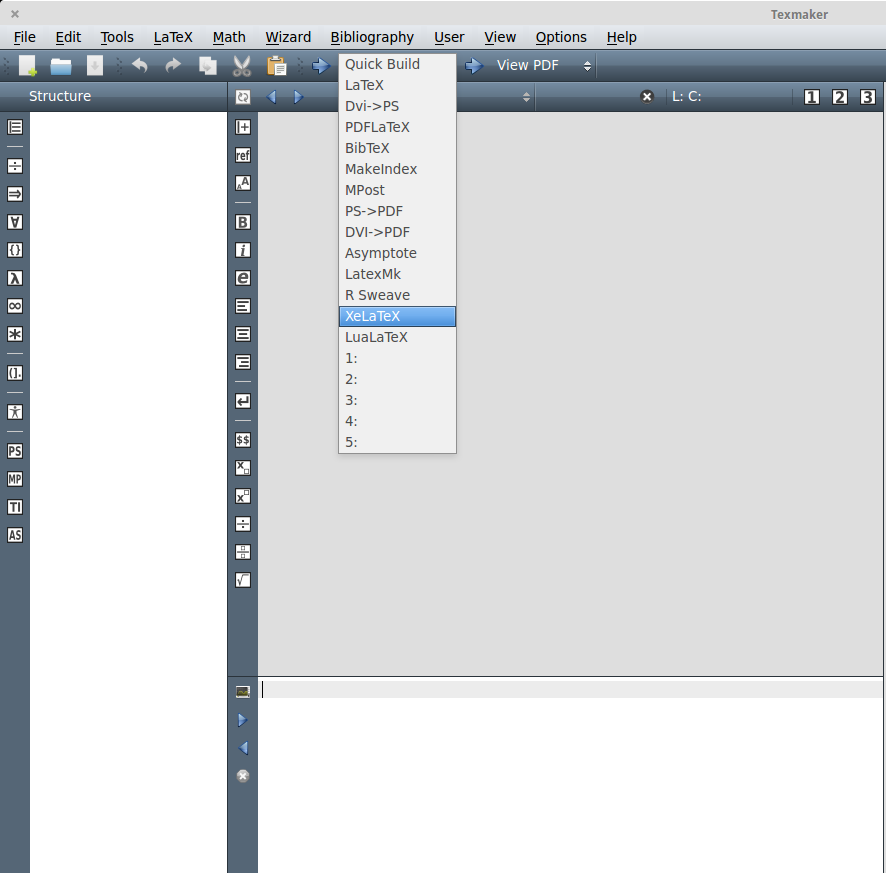 Texmaker
File Edit Tools LaTeX Math Wizard Bibliography User View Options Help
View PDF
Structure
L: C:
1 2 3
Quick Build
LaTeX
Dvi->PS
PDFLaTeX
BibTeX
MakeIndex
MPost
PS->PDF
DVI->PDF
Asymptote
LatexMk
R Sweave
XeLaTeX
LuaLaTeX
1:
2:
3:
4:
5:
{}
λ
∞
(].
PS
MP
TI
AS
ref
AA
B
i
e
$$
x
x